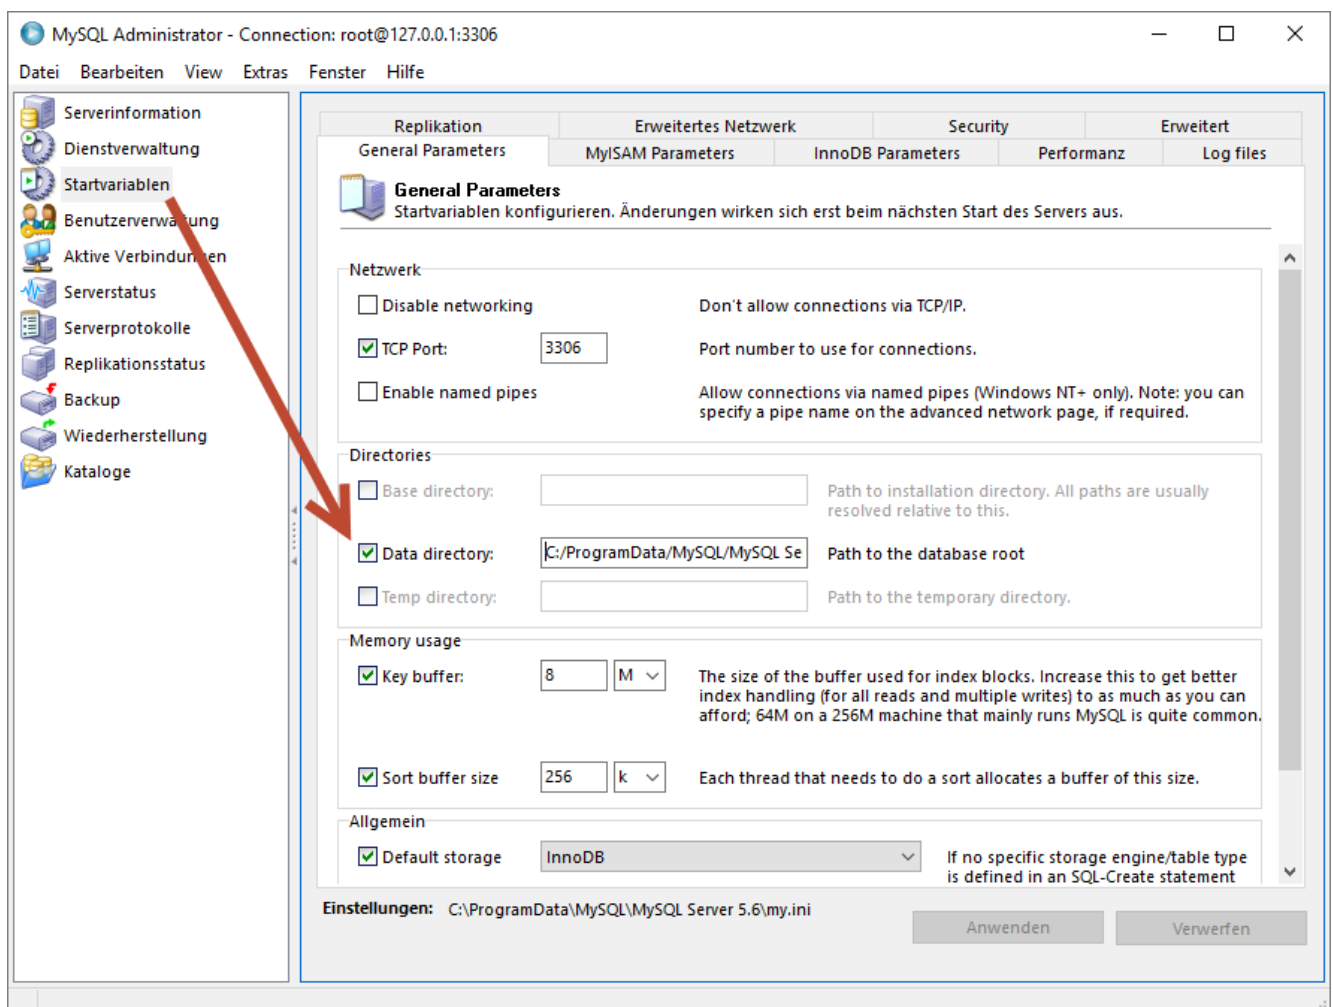 MySQL Administrator - Connection: root@127.0.0.1:3306
Datei Bearbeiten View Extras Fenster Hilfe
Serverinformation
Dienstverwaltung
Startvariablen
Benutzerverwaltung
Aktive Verbindungen
Serverstatus
Serverprotokolle
Replikationsstatus
Backup
Wiederherstellung
Kataloge
Replikation Erweitertes Netzwerk Security Erweitert
General Parameters MyISAM Parameters InnoDB Parameters Performanz Log files
General Parameters
Startvariablen konfigurieren. Änderungen wirken sich erst beim nächsten Start des Servers aus.
Netzwerk
Disable networking Don't allow connections via TCP/IP.
TCP Port: 3306 Port number to use for connections.
Enable named pipes Allow connections via named pipes (Windows NT+ only). Note: you can
specify a pipe name on the advanced network page, if required.
Directories
Base directory: Path to installation directory. All paths are usually
resolved relative to this.
Data directory: C:/ProgramData/MySQL/MySQL Se Path to the database root
Temp directory: Path to the temporary directory.
Memory usage
Key buffer: 8 M The size of the buffer used for index blocks. Increase this to get better
index handling (for all reads and multiple writes) to as much as you can
afford; 64M on a 256M machine that mainly runs MySQL is quite common.
Sort buffer size 256 k Each thread that needs to do a sort allocates a buffer of this size.
Allgemein
Default storage InnoDB If no specific storage engine/table type
is defined in an SQL-Create statement
Einstellungen: C:\ProgramData\MySQL\MySQL Server 5.6\my.ini
Anwenden Verwerfen